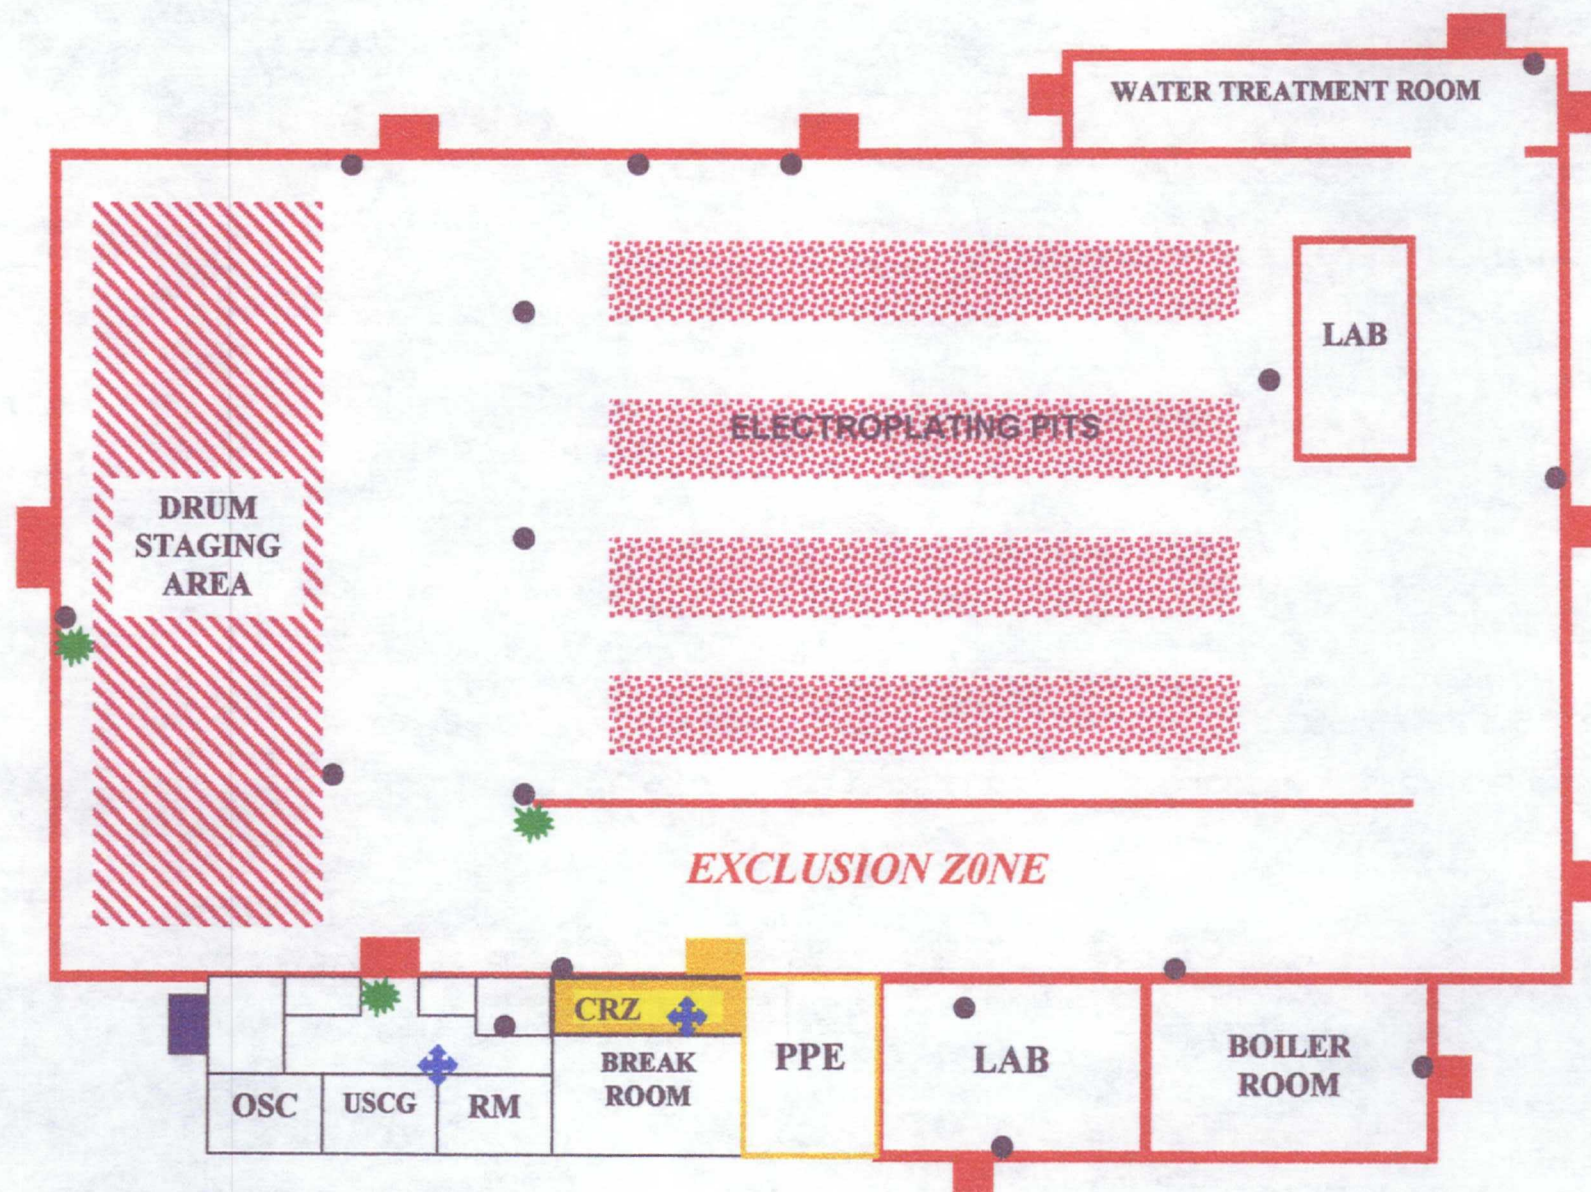 WATER TREATMENT ROOM
LAB
ELECTROPLATING PITS
DRUM
STAGING
AREA
EXCLUSION Z0NE
CRZ
BREAK
ROOM
PPE
LAB
BOILER
ROOM
OSC
USCG
RM